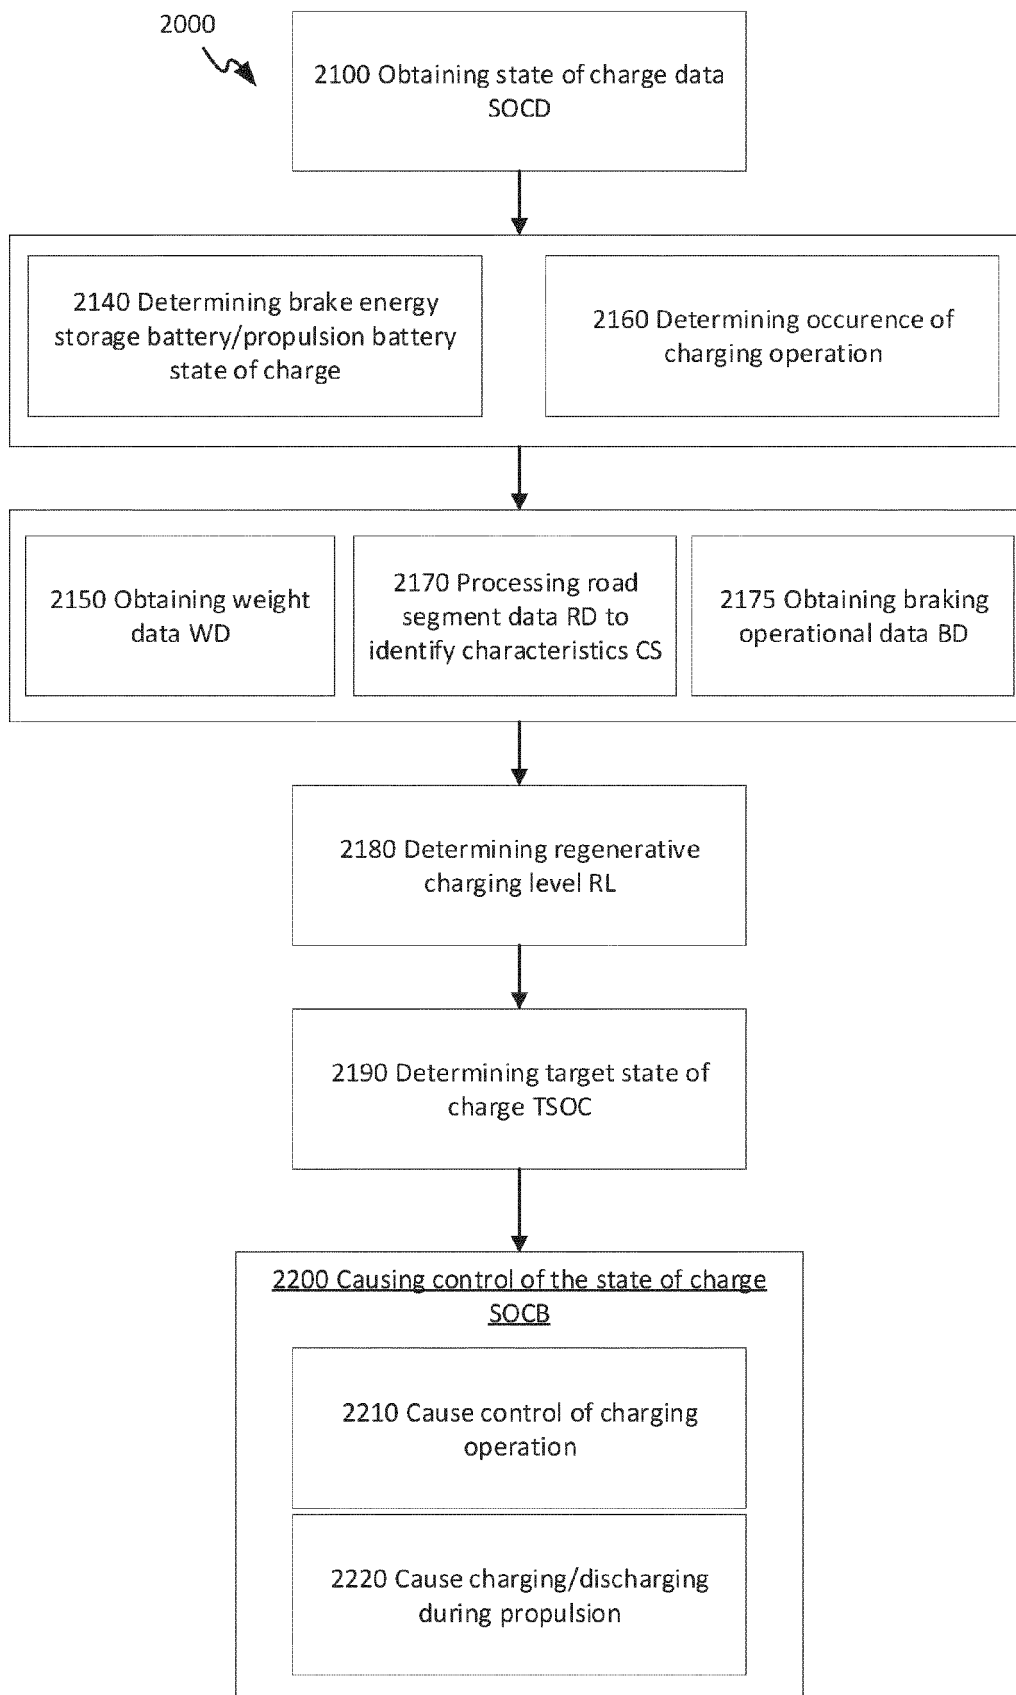 2000
2100 Obtaining state of charge data
SOCD
2140 Determining brake energy
storage battery/propulsion battery
state of charge
2160 Determining occurence of
charging operation
2150 Obtaining weight
data WD
2170 Processing road
segment data RD to
identify characteristics CS
2175 Obtaining braking
operational data BD
2180 Determining regenerative
charging level RL
2190 Determining target state of
charge TSOC
2200 Causing control of the state of charge
SOCB
2210 Cause control of charging
operation
2220 Cause charging/discharging
during propulsion